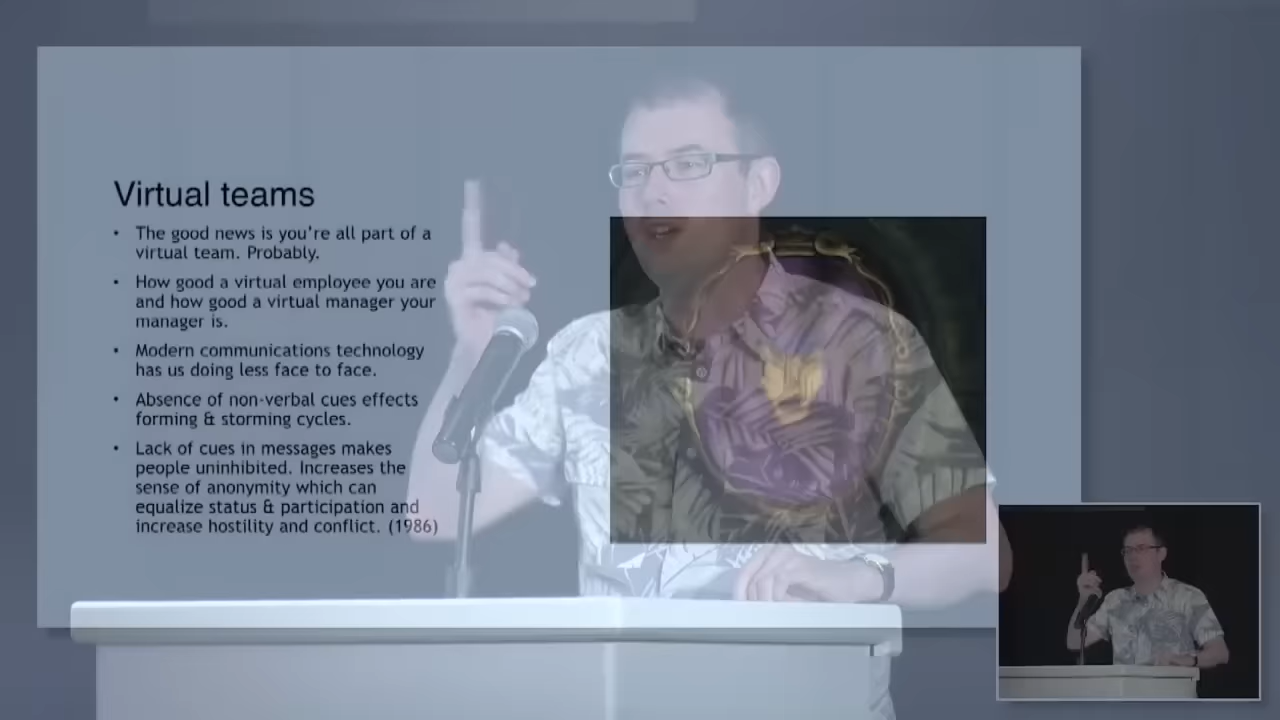 Virtual teams
• The good news is you're all part of a
virtual team. Probably.
• How good a virtual employee you are
and how good a virtual manager your
manager is.
• Modern communications technology
has us doing less face to face.
• Absence of non-verbal cues effects
forming & storming cycles.
• Lack of cues in messages makes
people uninhibited. Increases the
sense of anonymity which can
equalize status & participation and
increase hostility and conflict. (1986)